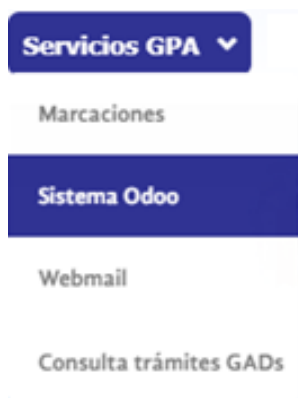 Servicios GPA
Marcaciones
Sistema Odoo
Webmail
Consulta trámites GADs